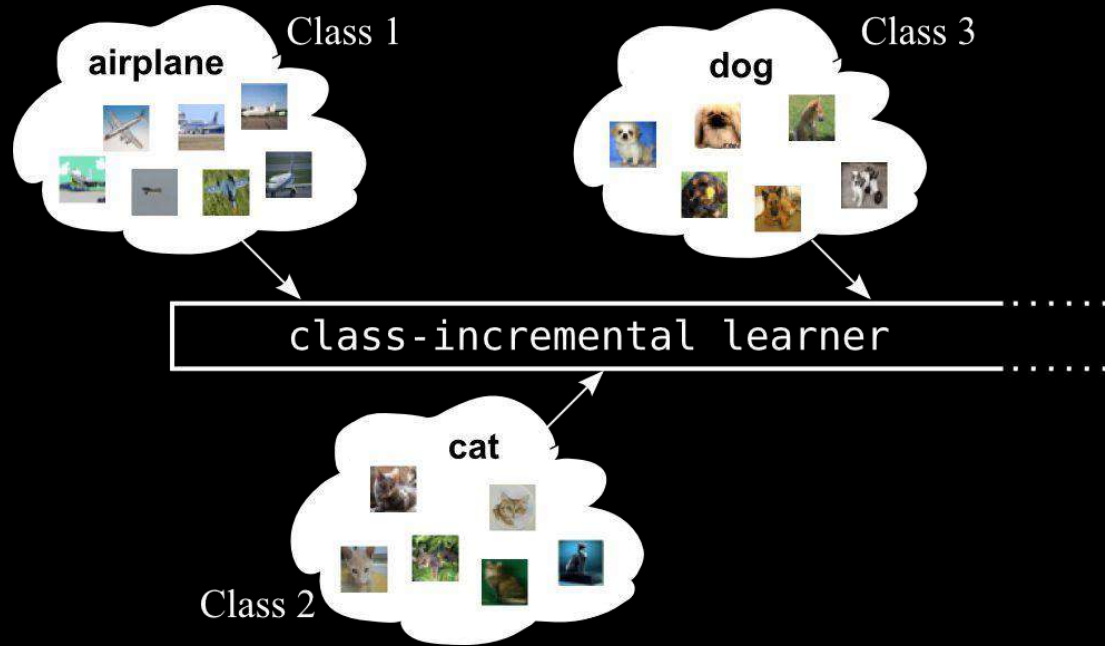 Class 1
airplane
Class 3
dog
class-incremental learner
cat
Class 2